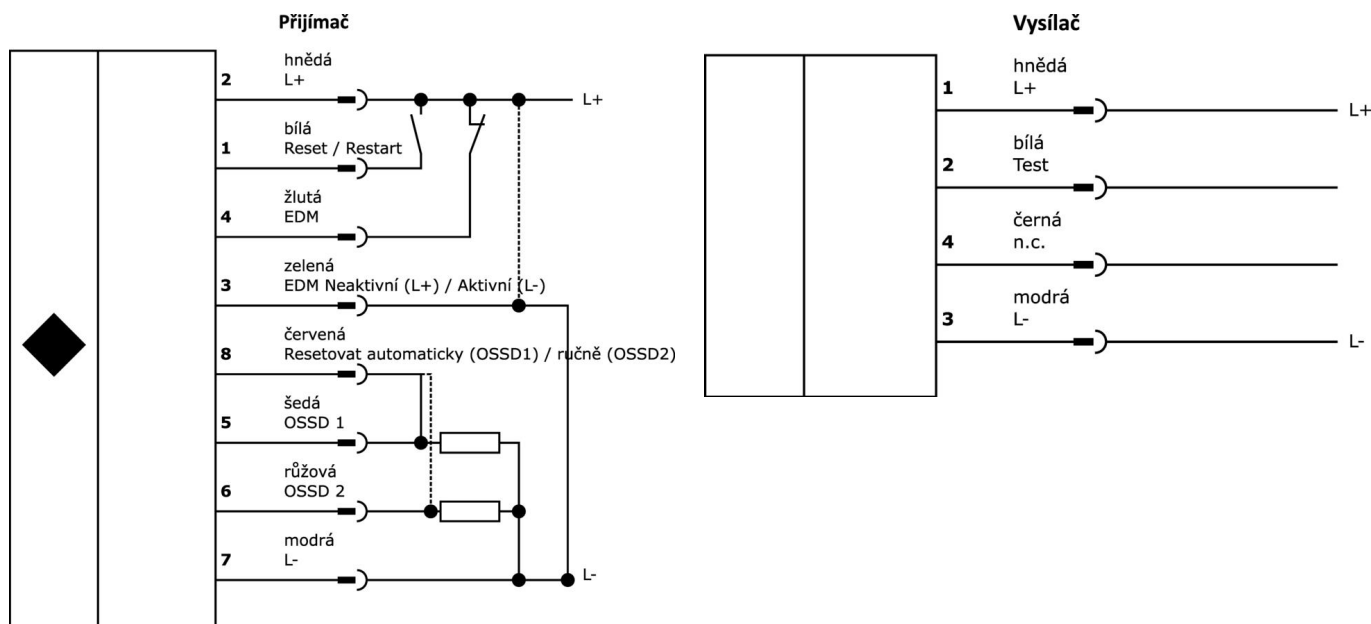 Přijímač
hnědá
2 L+
L+
bílá
1 Reset / Restart
žlutá
4 EDM
zelená
3 EDM Neaktivní (L+) / Aktivní (L-)
červená
8 Resetovat automaticky (OSSD1) / ručně (OSSD2)
šedá
5 OSSD 1
růžová
6 OSSD 2
modrá
7 L-
L-
Vysílač
hnědá
1 L+
L+
bílá
2 Test
černá
4 n.c.
modrá
3 L-
L-